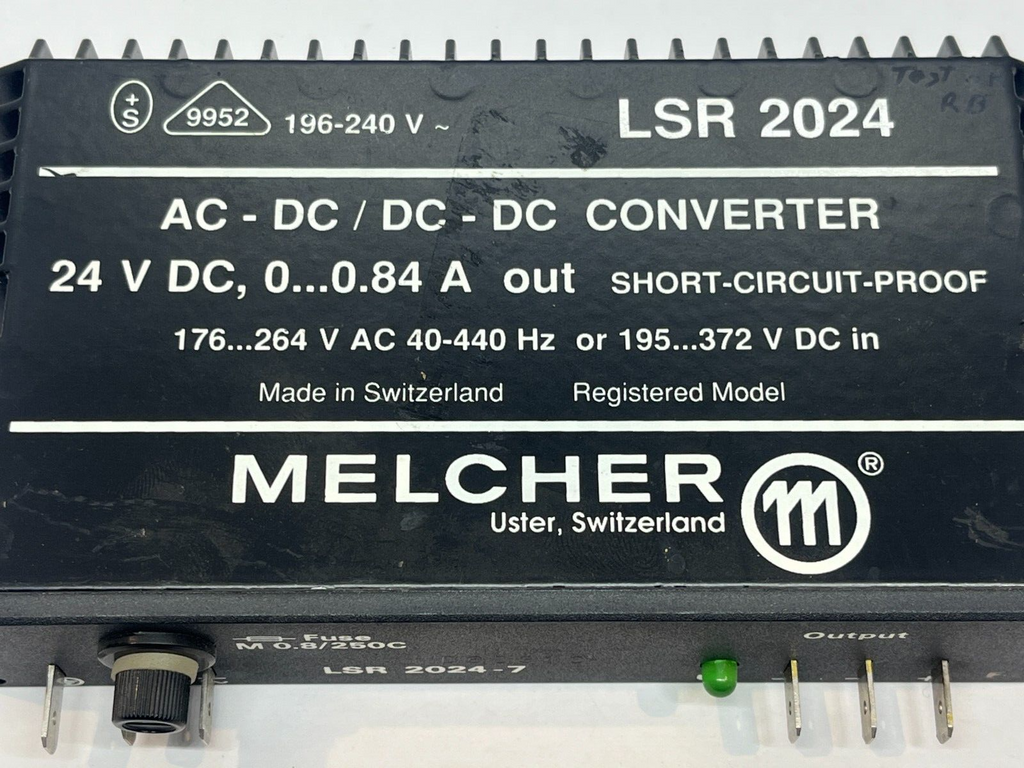 +S 9952 196-240 V ~ LSR 2024
AC - DC / DC - DC CONVERTER
24 V DC, 0...0.84 A out SHORT-CIRCUIT-PROOF
176...264 V AC 40-440 Hz or 195...372 V DC in
Made in Switzerland Registered Model
MELCHER m ®
Uster, Switzerland
Fuse
M 0.8/250C
Output
LSR 2024-7